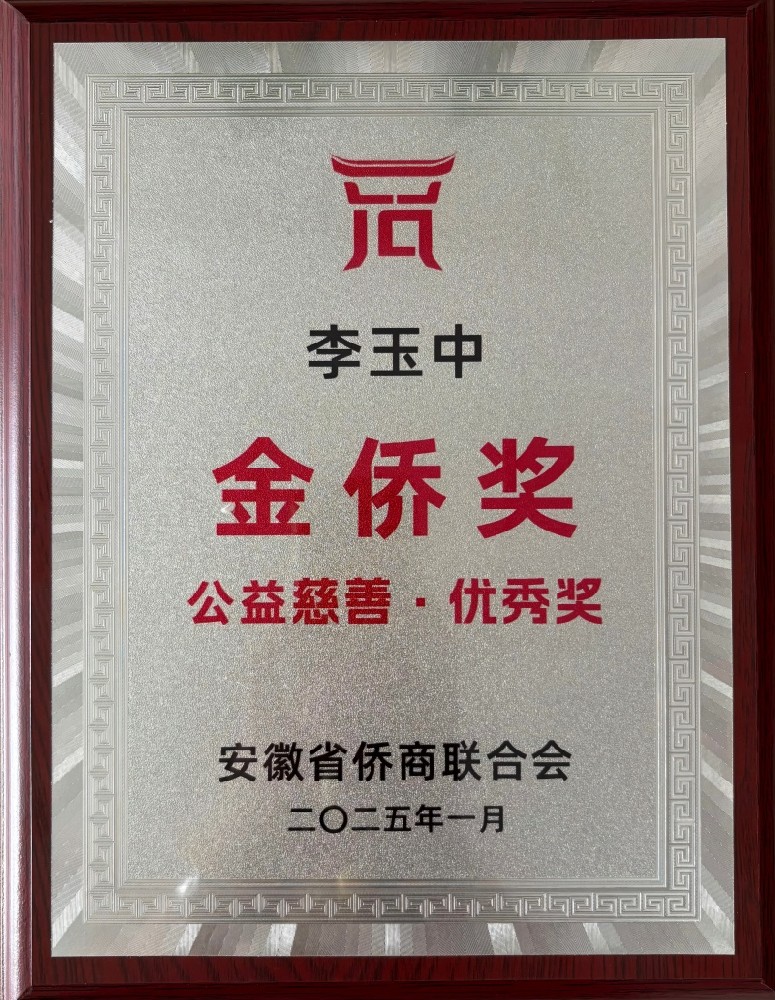 李玉中
金侨奖
公益慈善·优秀奖
安徽省侨商联合会
二〇二五年一月